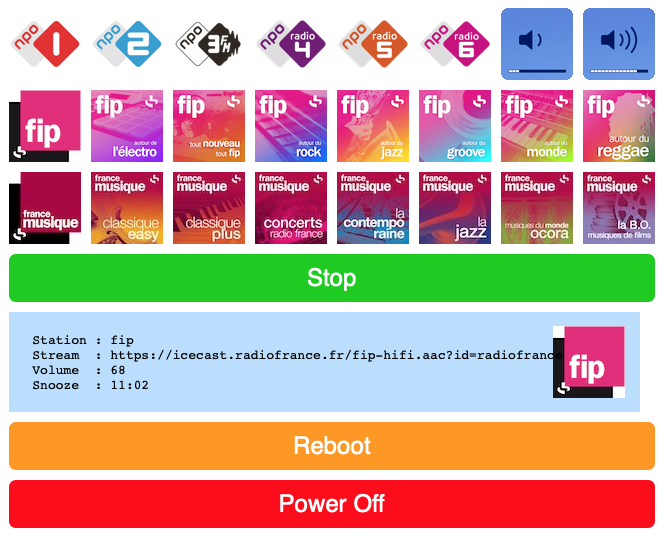 npo 1
npo 2
npo 3FM
npo radio 4
npo radio 5
npo radio 6
fip
fip
autour de
l'électro
fip
tout nouveau
tout fip
fip
autour du
rock
fip
autour du
jazz
fip
autour du
groove
fip
autour du
monde
fip
autour du
reggae
france
musique
france
musique
classique
easy
france
musique
classique
plus
france
musique
concerts
radio france
france
musique
la
contempo
raine
france
musique
la
jazz
france
musique
musiques du monde
ocora
france
musique
la B.O.
musiques de films
Stop
Station : fip
Stream : https://icecast.radiofrance.fr/fip-hifi.aac?id=radiofrance
Volume : 68
Snooze : 11:02
fip
Reboot
Power Off